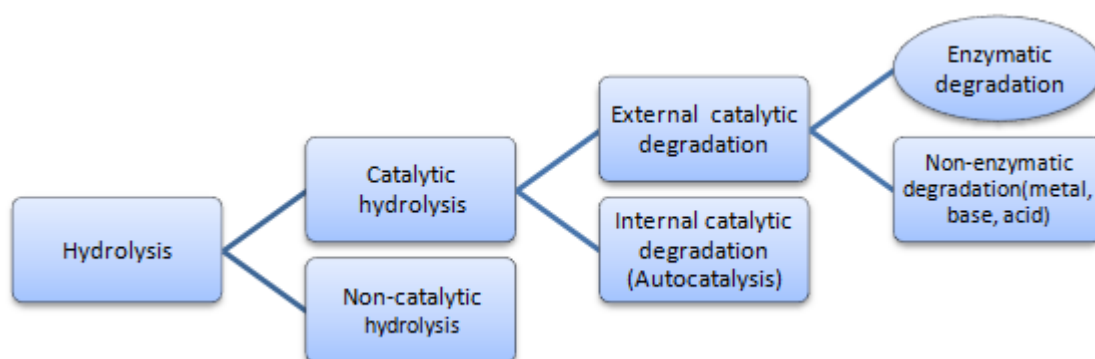 Hydrolysis
Catalytic
hydrolysis
Non-catalytic
hydrolysis
External catalytic
degradation
Internal catalytic
degradation
(Autocatalysis)
Enzymatic
degradation
Non-enzymatic
degradation(metal,
base, acid)